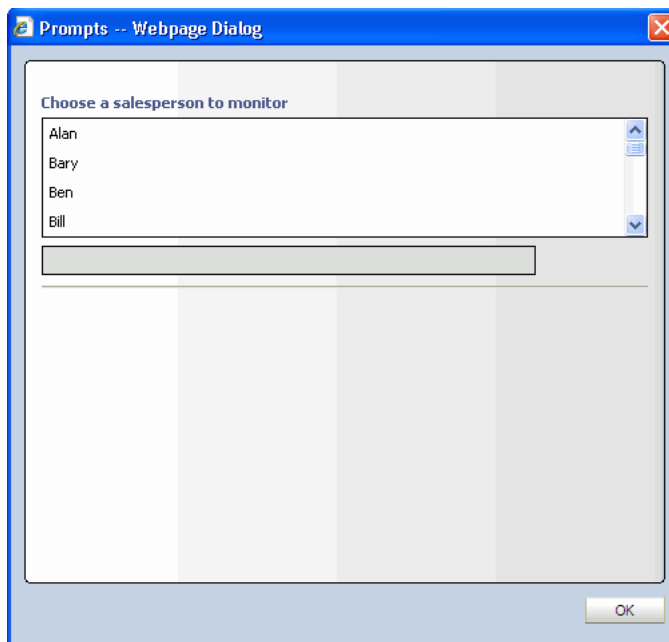 Prompts -- Webpage Dialog
Choose a salesperson to monitor
Alan
Bary
Ben
Bill
OK